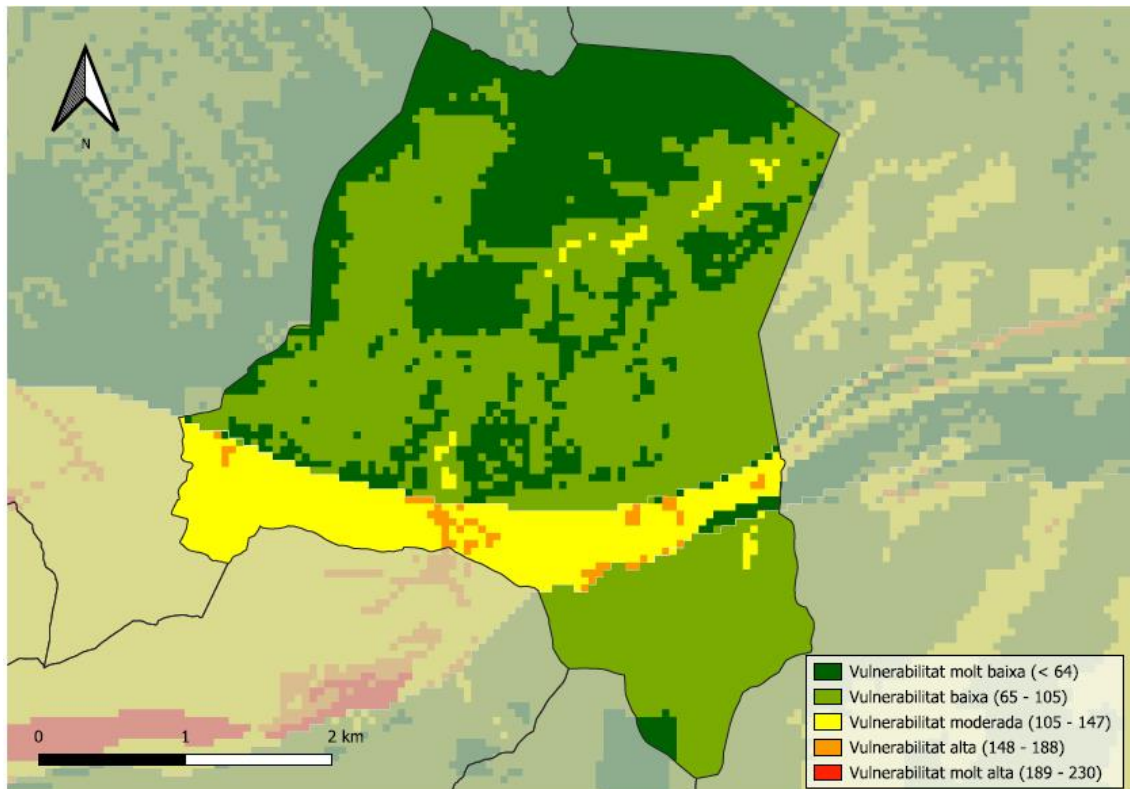 N
0 1 2 km
Vulnerabilitat molt baixa (< 64)
Vulnerabilitat baixa (65 - 105)
Vulnerabilitat moderada (105 - 147)
Vulnerabilitat alta (148 - 188)
Vulnerabilitat molt alta (189 - 230)